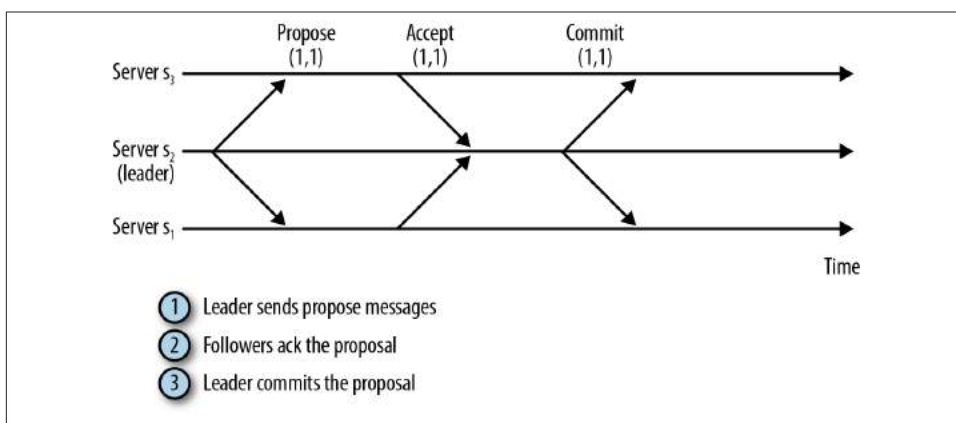 Propose
(1,1)
Accept
(1,1)
Commit
(1,1)
Server s₃
Server s₂
(leader)
Server s₁
Time
1 Leader sends propose messages
2 Followers ack the proposal
3 Leader commits the proposal